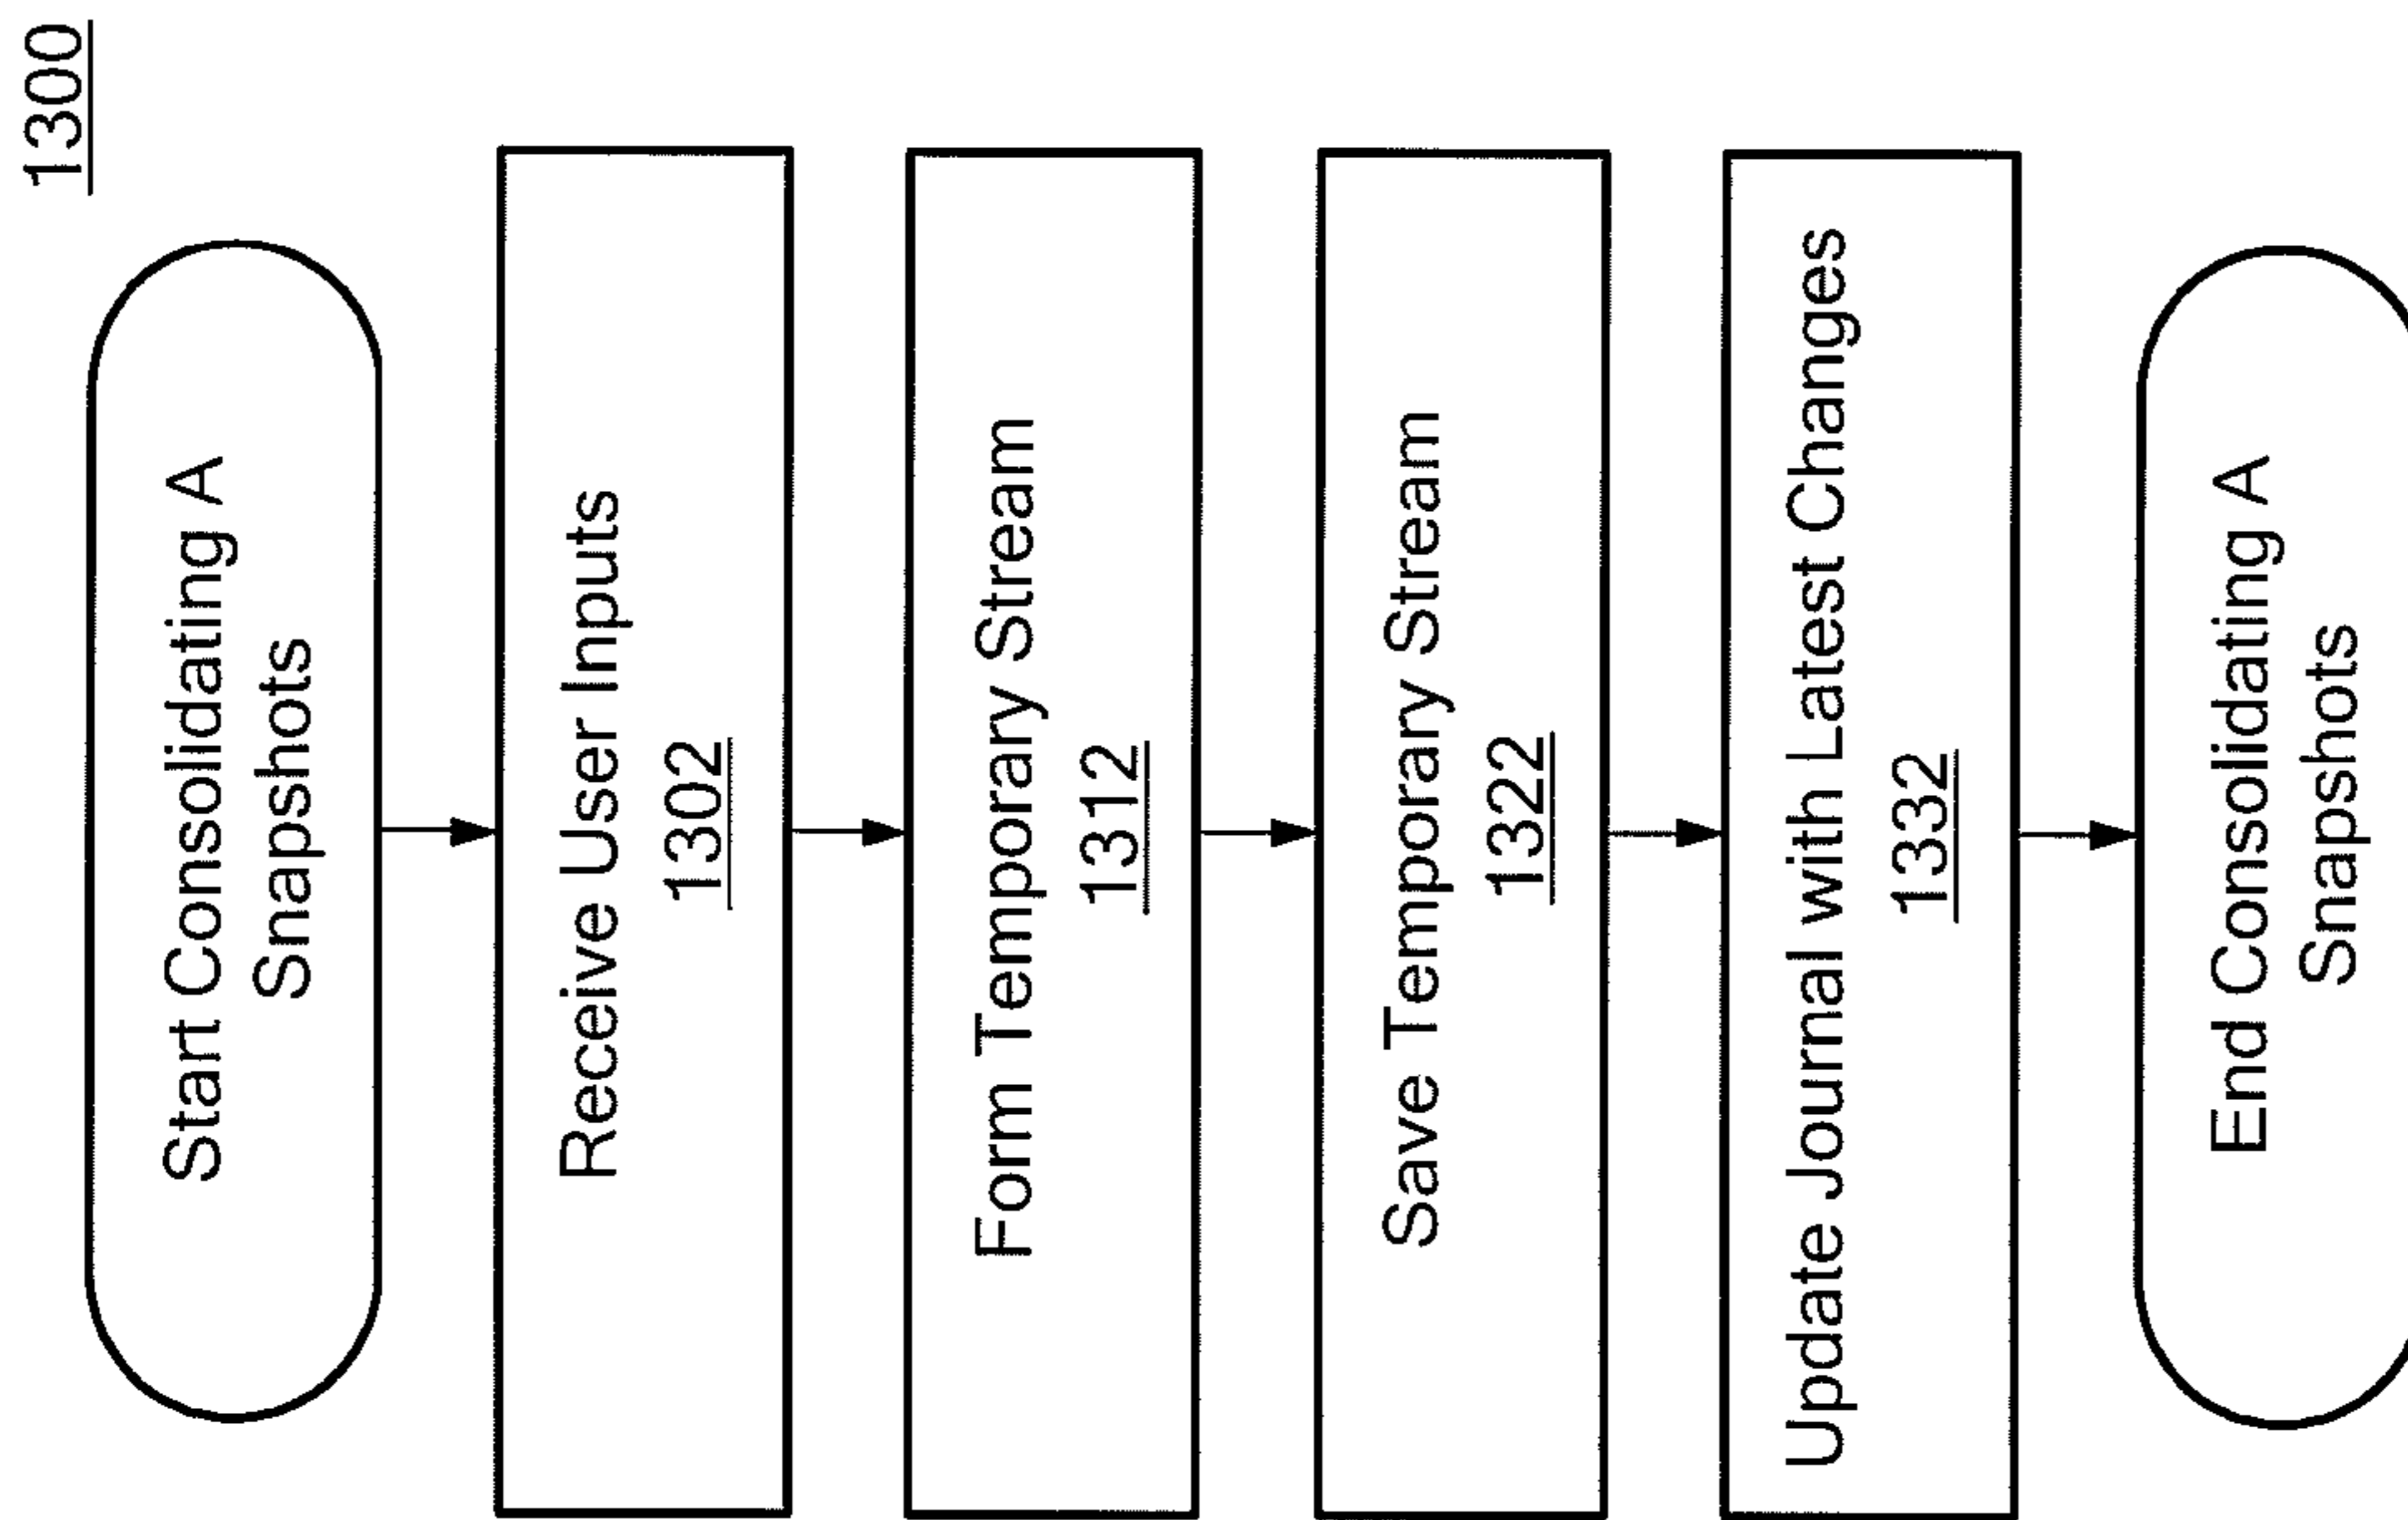 1300
Start Consolidating A
Snapshots
Receive User Inputs
1302
Form Temporary Stream
1312
Save Temporary Stream
1322
Update Journal with Latest Changes
1332
End Consolidating A
Snapshots